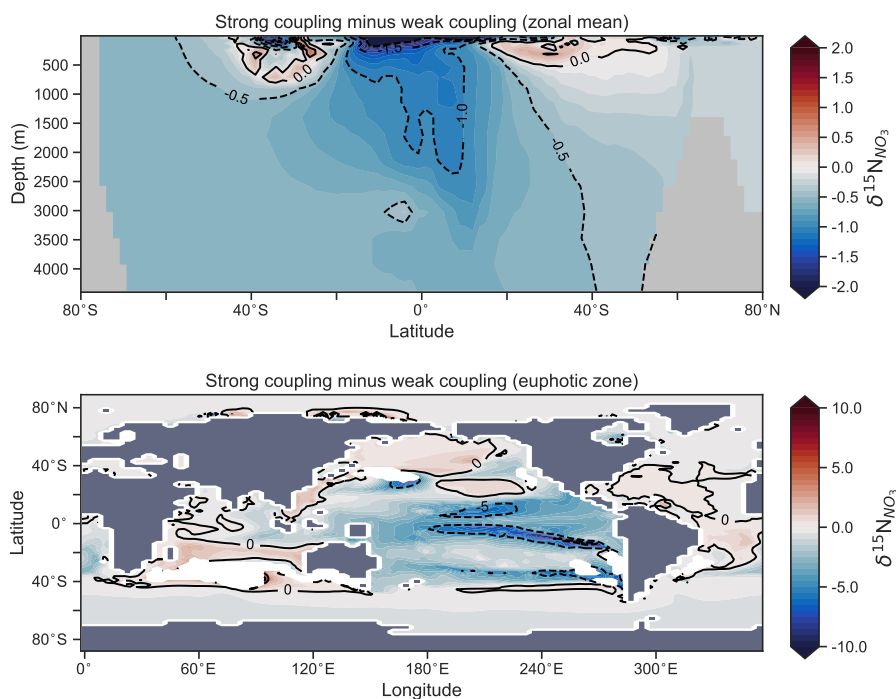 Strong coupling minus weak coupling (zonal mean)
500
1000
1500
2000
2500
3000
3500
4000
Depth (m)
-1.5
0.0
0.0
-0.5
-1.0
-0.5
80°S
40°S
0°
40°S
80°N
Latitude
2.0
1.5
1.0
0.5
0.0
-0.5
-1.0
-1.5
-2.0
δ¹⁵N_NO₃
Strong coupling minus weak coupling (euphotic zone)
80°N
40°S
0°
40°S
80°S
Latitude
0
-5
0
0
0
0°
60°E
120°E
180°E
240°E
300°E
Longitude
10.0
5.0
0.0
-5.0
-10.0
δ¹⁵N_NO₃